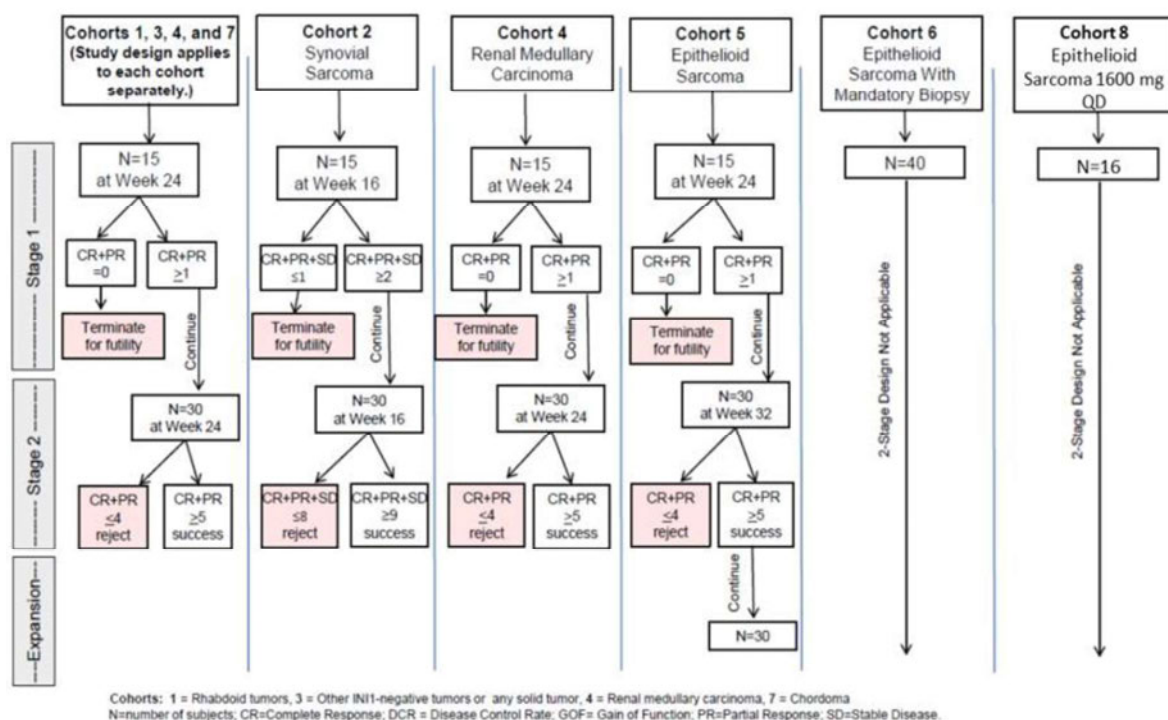 Cohorts 1, 3, 4, and 7
(Study design applies
to each cohort
separately.)
N=15
at Week 24
CR+PR
=0
CR+PR
≥1
Terminate
for futility
Continue
N=30
at Week 24
CR+PR
≤4
reject
CR+PR
≥5
success
Cohort 2
Synovial
Sarcoma
N=15
at Week 16
CR+PR+SD
≤1
CR+PR+SD
≥2
Terminate
for futility
Continue
N=30
at Week 16
CR+PR+SD
≤8
reject
CR+PR+SD
≥9
success
Cohort 4
Renal Medullary
Carcinoma
N=15
at Week 24
CR+PR
=0
CR+PR
≥1
Terminate
for futility
Continue
N=30
at Week 24
CR+PR
≤4
reject
CR+PR
≥5
success
Cohort 5
Epithelioid
Sarcoma
N=15
at Week 24
CR+PR
=0
CR+PR
≥1
Terminate
for futility
Continue
N=30
at Week 32
CR+PR
≤4
reject
CR+PR
≥5
success
Continue
N=30
Cohort 6
Epithelioid
Sarcoma With
Mandatory Biopsy
N=40
2-Stage Design Not Applicable
Cohort 8
Epithelioid
Sarcoma 1600 mg
QD
N=16
2-Stage Design Not Applicable
-------------- Stage 1 --------------
------ Stage 2 ------
----Expansion----
Cohorts: 1 = Rhabdoid tumors, 3 = Other INI1-negative tumors or any solid tumor, 4 = Renal medullary carcinoma, 7 = Chordoma
N=number of subjects; CR=Complete Response; DCR = Disease Control Rate; GOF= Gain of Function; PR=Partial Response; SD=Stable Disease.